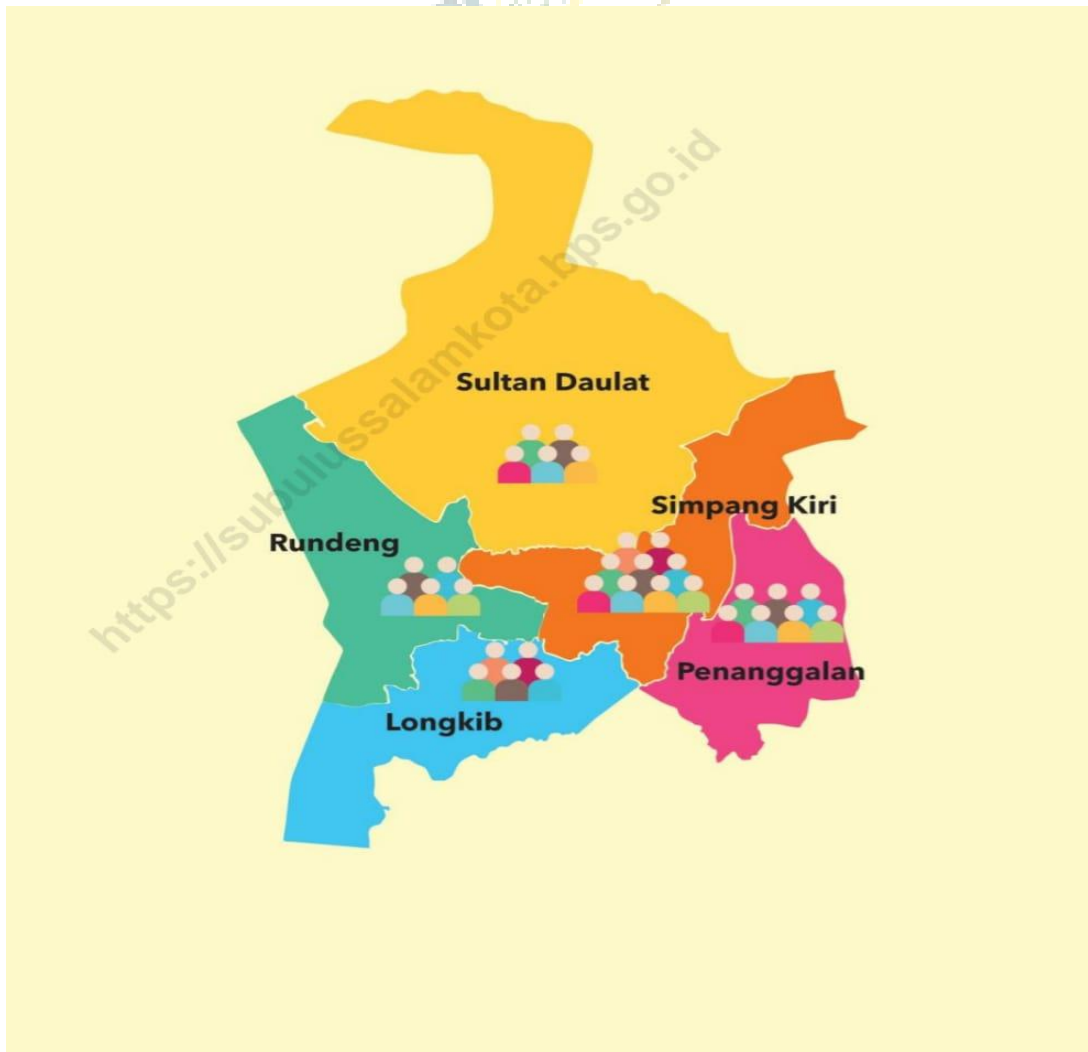 Sultan Daulat
Simpang Kiri
Rundeng
Penanggalan
Longkib
https://subulussalamkota.bps.go.id